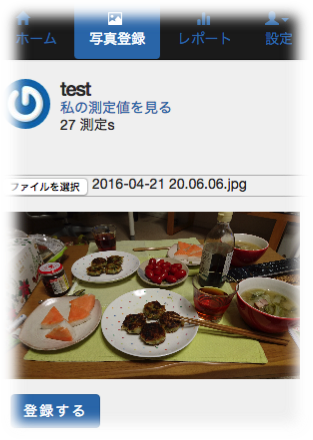 ホーム 写真登録 レポート 設定
test
私の測定値を見る
27 測定s
ファイルを選択 2016-04-21 20.06.06.jpg
登録する